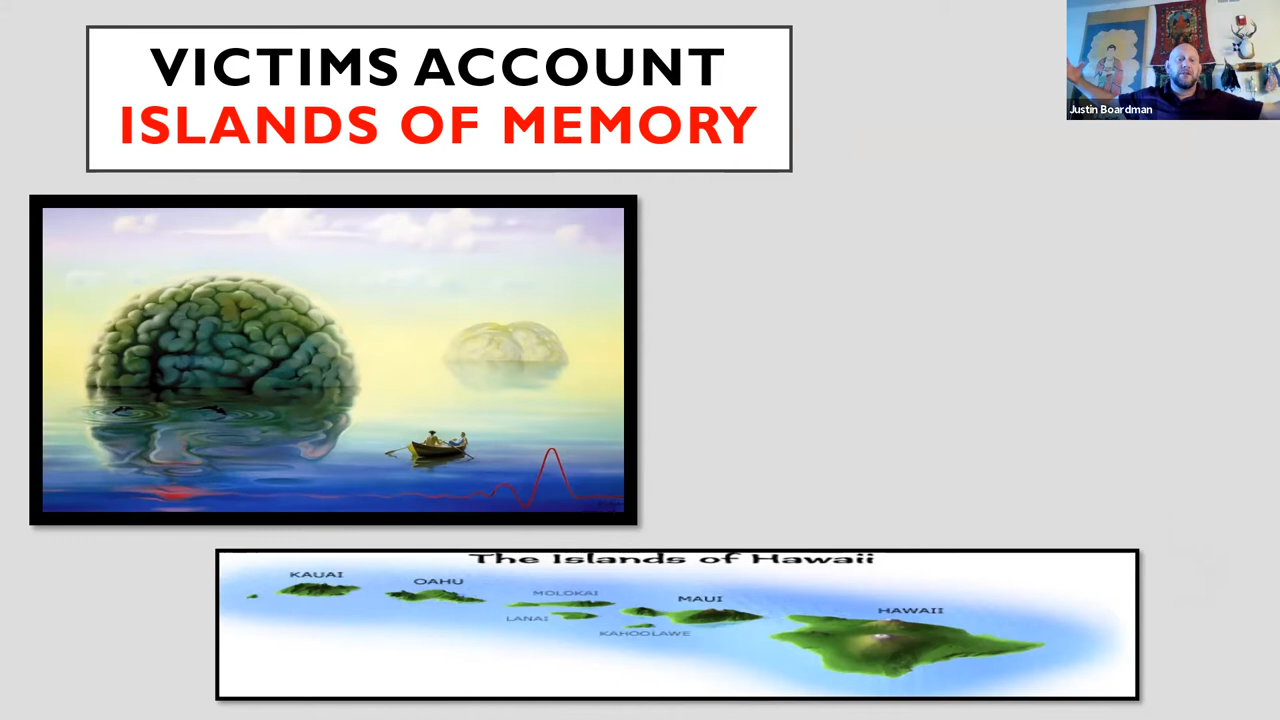 VICTIMS ACCOUNT
ISLANDS OF MEMORY
Justin Boardman
The Islands of Hawaii
KAUAI
OAHU
MOLOKAI
LANAI
MAUI
KAHOOLAWE
HAWAII